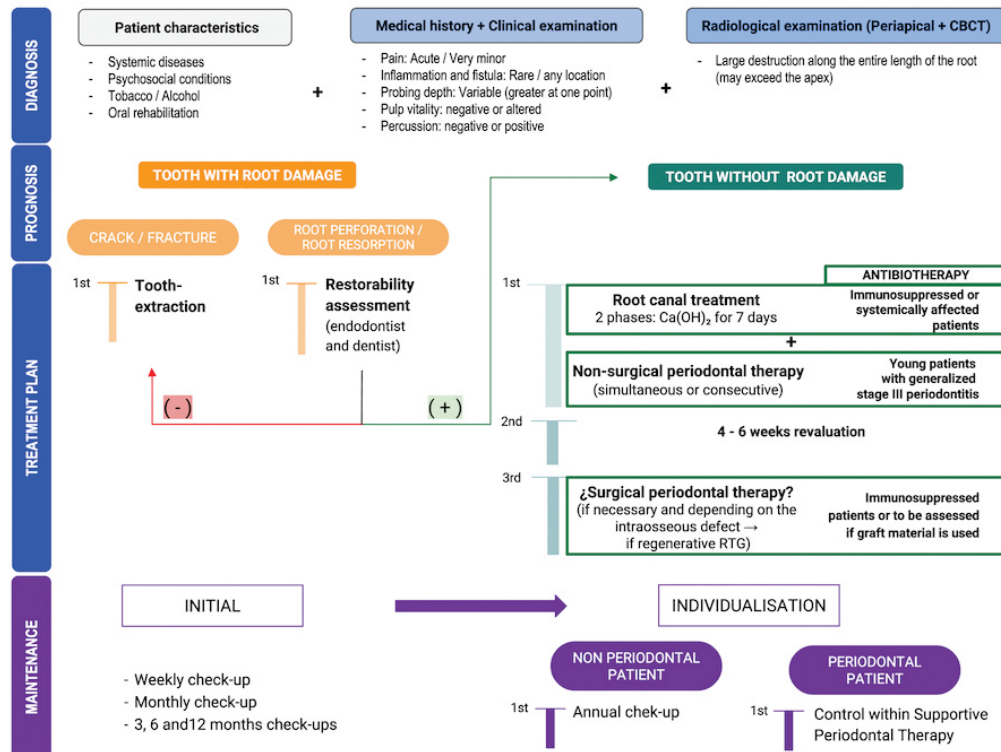 DIAGNOSIS
Patient characteristics
- Systemic diseases
- Psychosocial conditions
- Tobacco / Alcohol
- Oral rehabilitation
+
Medical history + Clinical examination
- Pain: Acute / Very minor
- Inflammation and fistula: Rare / any location
- Probing depth: Variable (greater at one point)
- Pulp vitality: negative or altered
- Percussion: negative or positive
+
Radiological examination (Periapical + CBCT)
- Large destruction along the entire length of the root
(may exceed the apex)
PROGNOSIS
TOOTH WITH ROOT DAMAGE
TOOTH WITHOUT ROOT DAMAGE
CRACK / FRACTURE
ROOT PERFORATION /
ROOT RESORPTION
TREATMENT PLAN
1st
Tooth-
extraction
1st
Restorability
assessment
(endodontist
and dentist)
(-)
(+)
1st
ANTIBIOTHERAPY
Root canal treatment
2 phases: Ca(OH)₂ for 7 days
Immunosuppressed or
systemically affected
patients
+
Non-surgical periodontal therapy
(simultaneous or consecutive)
Young patients
with generalized
stage III periodontitis
2nd
4 - 6 weeks revaluation
3rd
¿Surgical periodontal therapy?
(if necessary and depending on the
intraosseous defect →
if regenerative RTG)
Immunosuppressed
patients or to be assessed
if graft material is used
MAINTENANCE
INITIAL
INDIVIDUALISATION
- Weekly check-up
- Monthly check-up
- 3, 6 and12 months check-ups
NON PERIODONTAL
PATIENT
1st
Annual chek-up
PERIODONTAL
PATIENT
1st
Control within Supportive
Periodontal Therapy